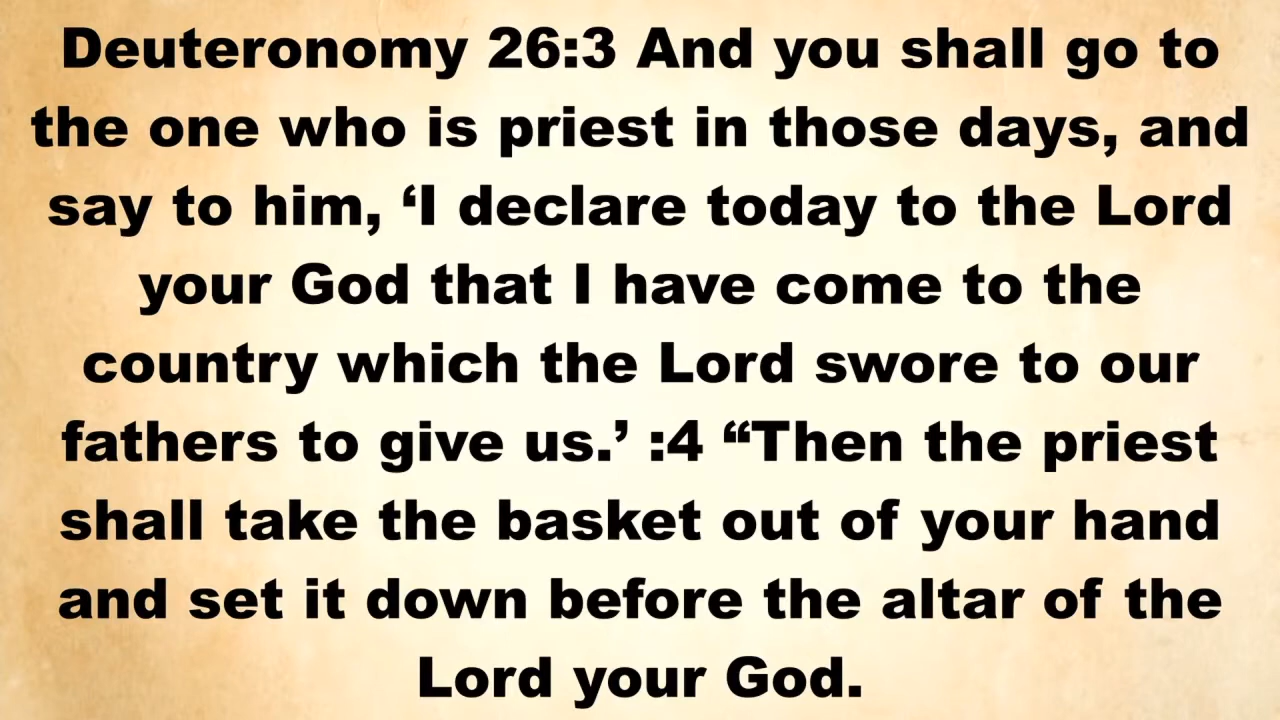 Deuteronomy 26:3 And you shall go to
the one who is priest in those days, and
say to him, ‘I declare today to the Lord
your God that I have come to the
country which the Lord swore to our
fathers to give us.’ :4 “Then the priest
shall take the basket out of your hand
and set it down before the altar of the
Lord your God.